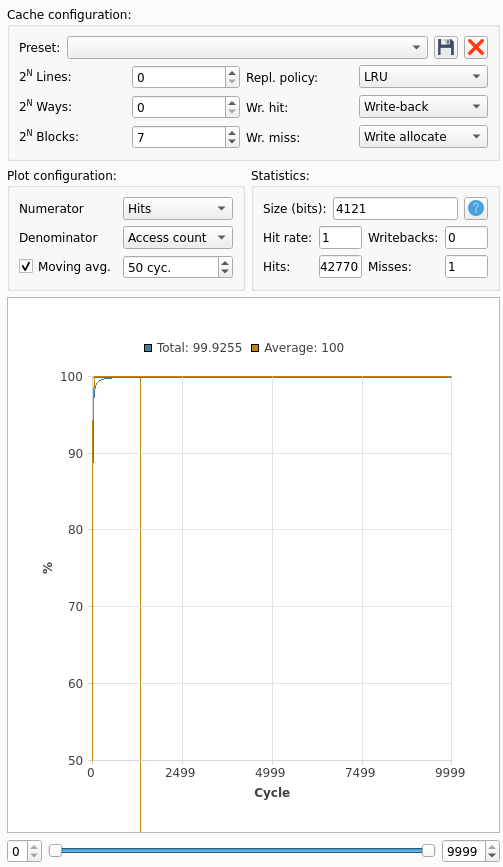 Cache configuration:
Preset:
2^N Lines: 0 Repl. policy: LRU
2^N Ways: 0 Wr. hit: Write-back
2^N Blocks: 7 Wr. miss: Write allocate
Plot configuration: Statistics:
Numerator Hits Size (bits): 4121 ?
Denominator Access count Hit rate: 1 Writebacks: 0
Moving avg. 50 cyc. Hits: 42770 Misses: 1
Total: 99.9255 Average: 100
100
90
80
70
60
50
%
0 2499 4999 7499 9999
Cycle
0 9999